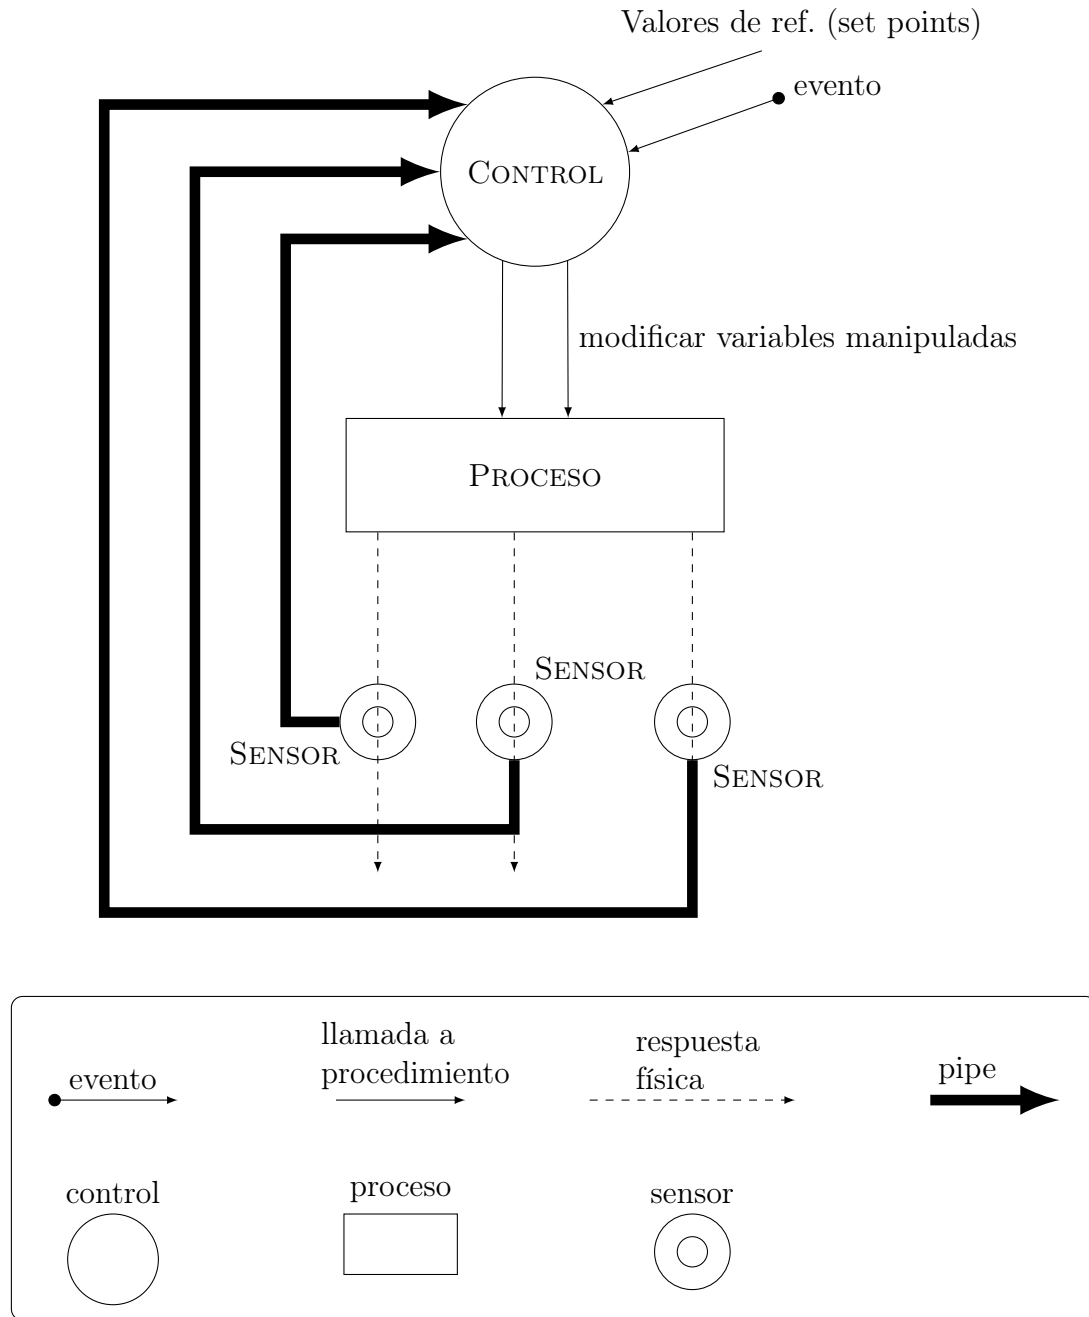 Valores de ref. (set points)
evento
CONTROL
modificar variables manipuladas
PROCESO
SENSOR
SENSOR
SENSOR
llamada a
procedimiento
evento
respuesta
física
pipe
control
proceso
sensor